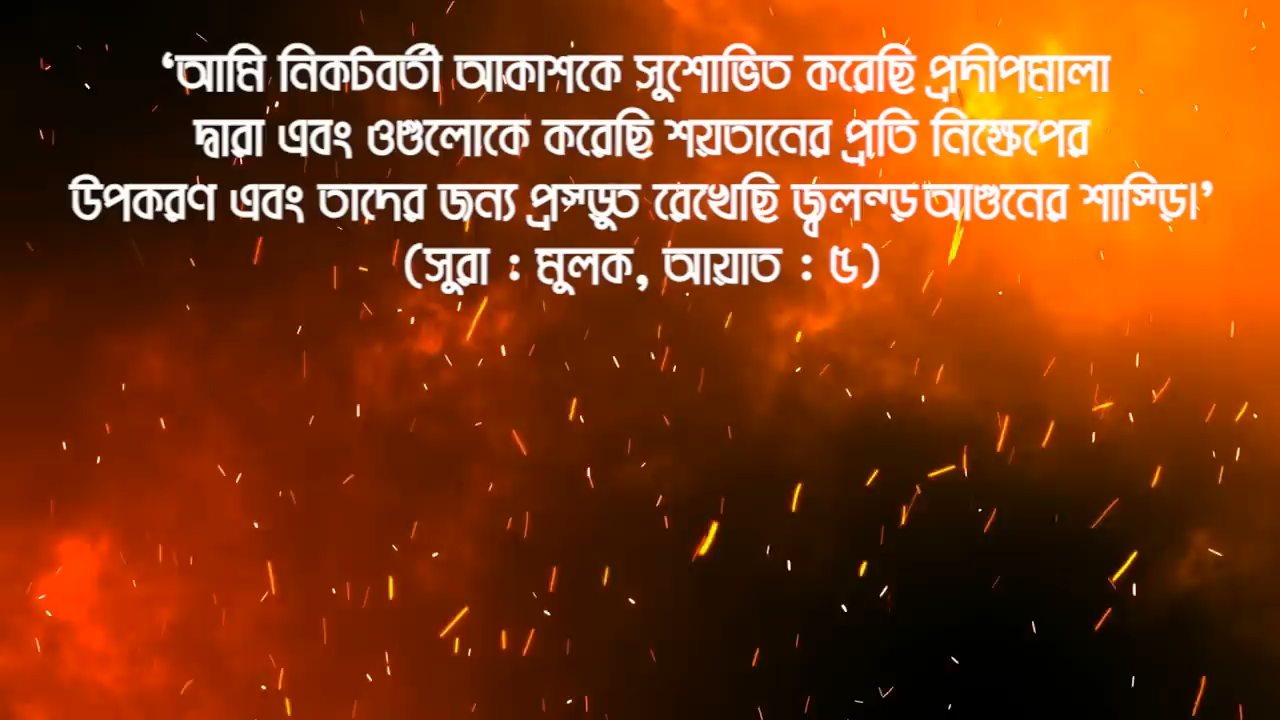 ‘আমি নিকটবর্তী আকাশকে সুশোভিত করেছি প্রদীপমালা
দ্বারা এবং ওগুলোকে করেছি শয়তানের প্রতি নিক্ষেপের
উপকরণ এবং তাদের জন্য প্রসড়ুত রেখেছি জ্বলন্ড আগুনের শাসিড়।’
(সুরা : মুলক, আয়াত : ৫)